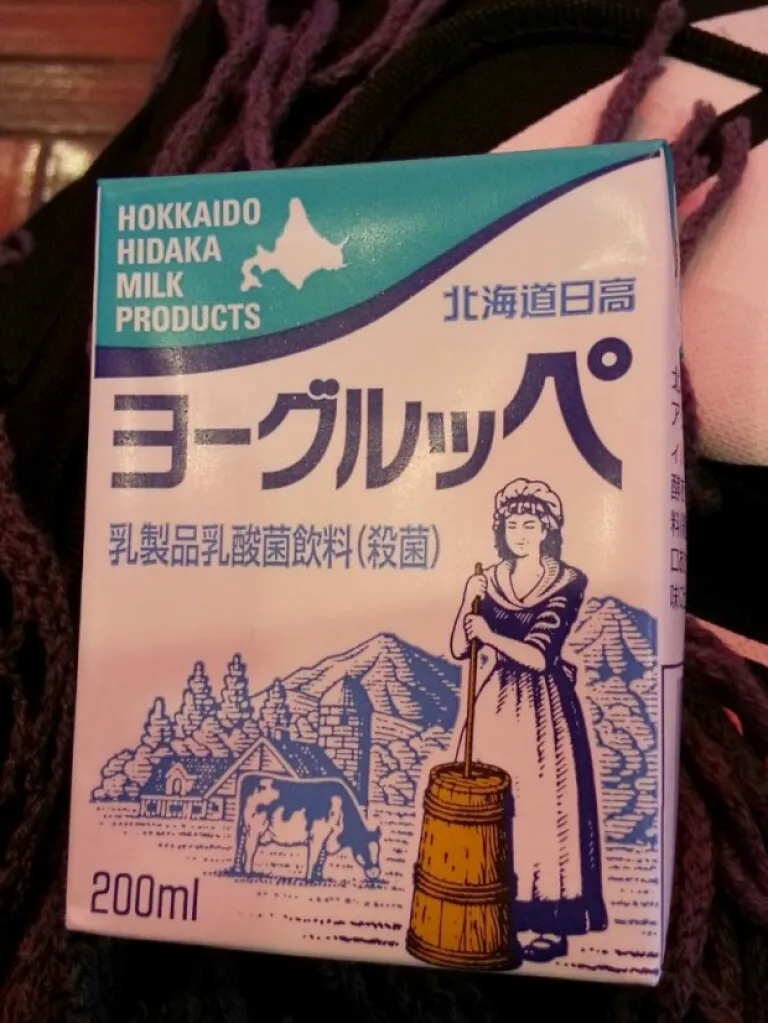 HOKKAIDO
HIDAKA
MILK
PRODUCTS
北海道日高
ヨーグルッペ
乳製品乳酸菌飲料(殺菌)
200ml